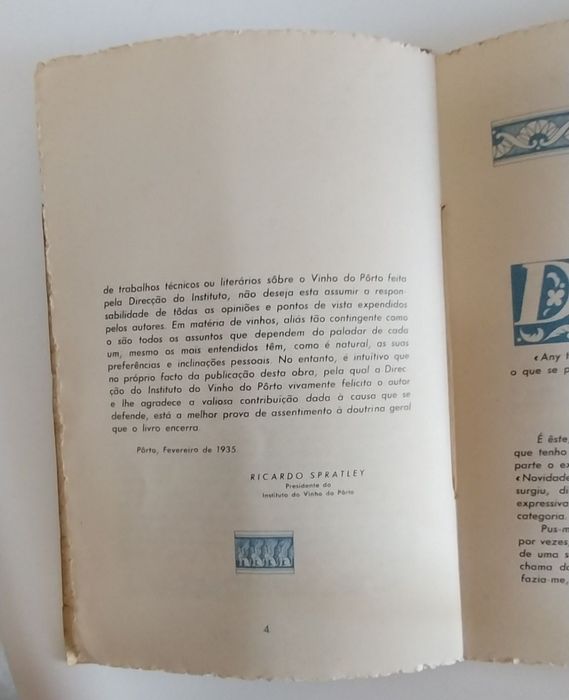 de trabalhos técnicos ou literários sôbre o Vinho do Pôrto feita
pela Direcção do Instituto, não deseja esta assumir a respon-
sabilidade de tôdas as opiniões e pontos de vista expendidos
pelos autores. Em matéria de vinhos, aliás tão contingente como
o são todos os assuntos que dependem do paladar de cada
um, mesmo os mais entendidos têm, como é natural, as suas
preferências e inclinações pessoais. No entanto, é intuitivo que
no próprio facto da publicação desta obra, pela qual a Direc-
ção do Instituto do Vinho do Pôrto vivamente felicita o autor
e lhe agradece a valiosa contribuição dada à causa que se
defende, está a melhor prova de assentimento à doutrina geral
que o livro encerra.
Pôrto, Fevereiro de 1935
RICARDO SPRATLEY
Presidente do
Instituto do Vinho do Pôrto
4
D
«Any
o que se p
É êste,
que tenho
parte a ex
«Novidade
surgiu, di
expressiva
categoria.
Pus-m
por vezes,
de uma s
chama do
fazia-me,